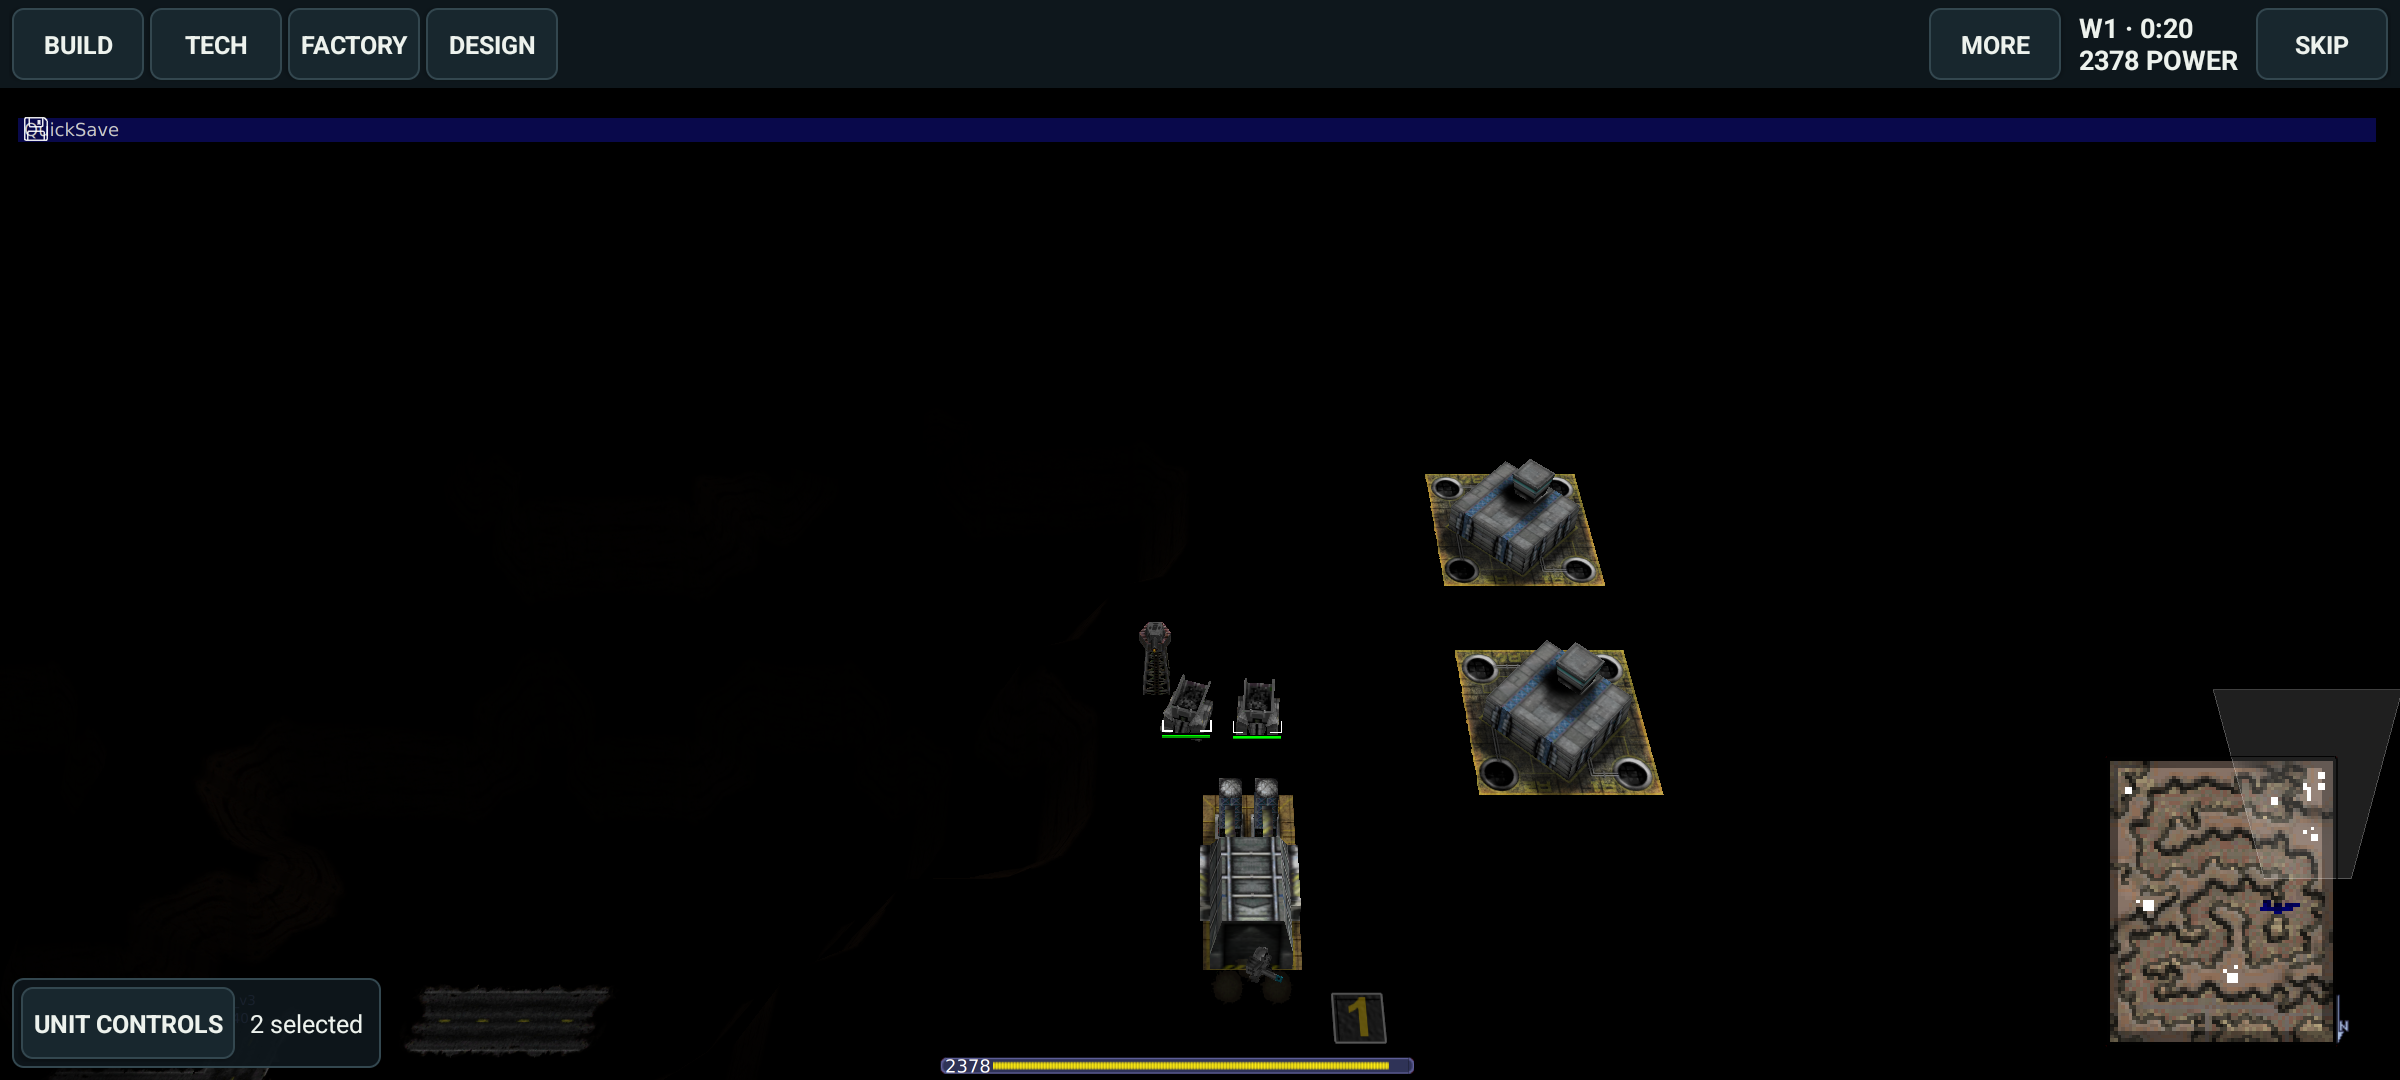 BUILD
TECH
FACTORY
DESIGN
MORE
W1 · 0:20
2378 POWER
SKIP
ickSave
UNIT CONTROLS
2 selected
1
2378
N